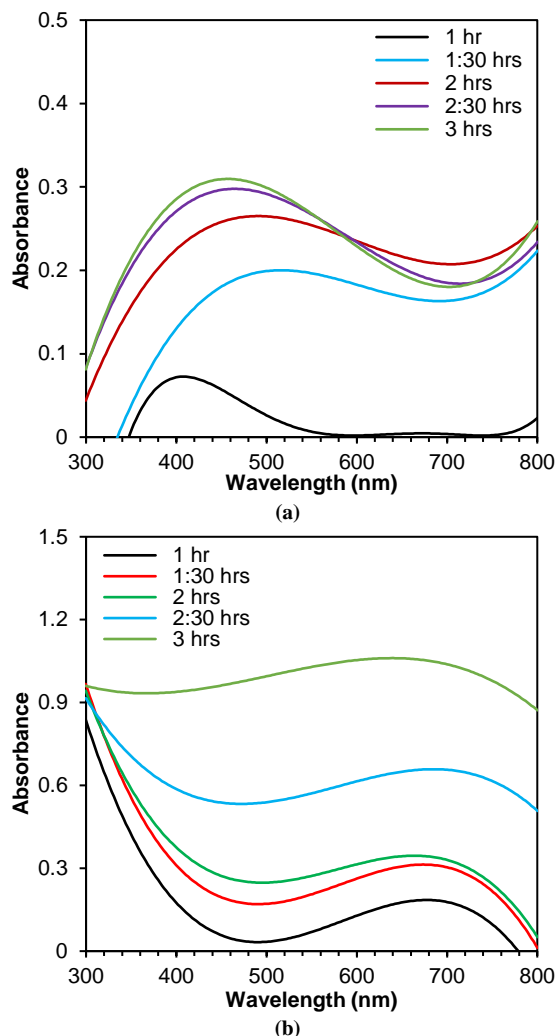 0.5
0.4
0.3
0.2
0.1
0
Absorbance
1 hr
1:30 hrs
2 hrs
2:30 hrs
3 hrs
300 400 500 600 700 800
Wavelength (nm)
(a)
1.5
1.2
0.9
0.6
0.3
0
Absorbance
1 hr
1:30 hrs
2 hrs
2:30 hrs
3 hrs
300 400 500 600 700 800
Wavelength (nm)
(b)